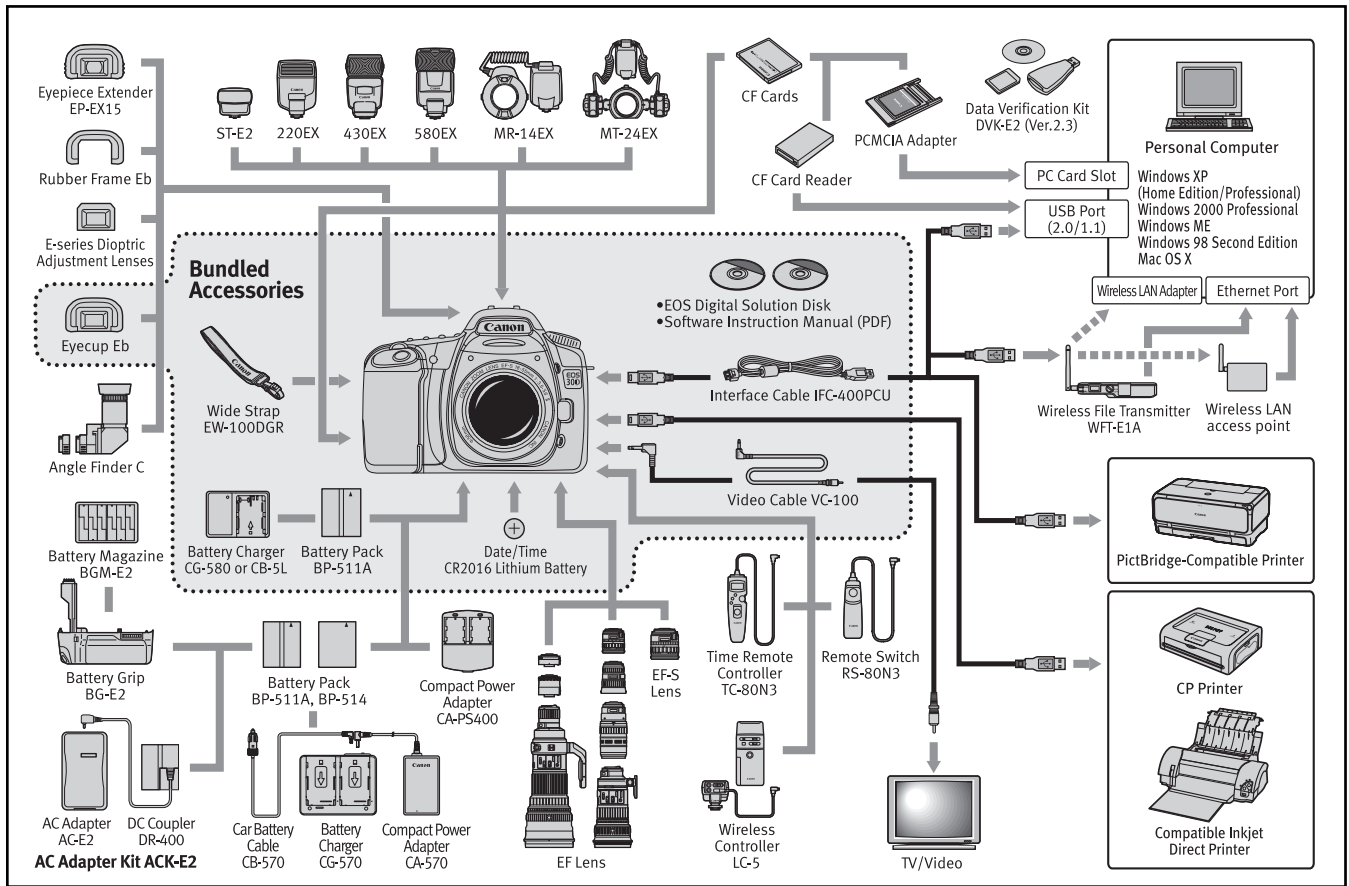 Eyepiece Extender
EP-EX15
Rubber Frame Eb
E-series Dioptric
Adjustment Lenses
Eyecup Eb
Angle Finder C
ST-E2
220EX
430EX
580EX
MR-14EX
MT-24EX
CF Cards
PCMCIA Adapter
CF Card Reader
Data Verification Kit
DVK-E2 (Ver.2.3)
Personal Computer
PC Card Slot
USB Port
(2.0/1.1)
Windows XP
(Home Edition/Professional)
Windows 2000 Professional
Windows ME
Windows 98 Second Edition
Mac OS X
Wireless LAN Adapter
Ethernet Port
Bundled
Accessories
•EOS Digital Solution Disk
•Software Instruction Manual (PDF)
Canon
EOS
30D
Canon
Wide Strap
EW-100DGR
Interface Cable IFC-400PCU
Video Cable VC-100
Wireless File Transmitter
WFT-E1A
Wireless LAN
access point
Battery Charger
CG-580 or CB-5L
Battery Pack
BP-511A
Date/Time
CR2016 Lithium Battery
PictBridge-Compatible Printer
Battery Magazine
BGM-E2
Battery Grip
BG-E2
Battery Pack
BP-511A, BP-514
Compact Power
Adapter
CA-PS400
EF-S
Lens
Time Remote
Controller
TC-80N3
Remote Switch
RS-80N3
CP Printer
AC Adapter
AC-E2
DC Coupler
DR-400
AC Adapter Kit ACK-E2
Car Battery
Cable
CB-570
Battery
Charger
CG-570
Canon
Compact Power
Adapter
CA-570
EF Lens
Wireless
Controller
LC-5
TV/Video
Compatible Inkjet
Direct Printer